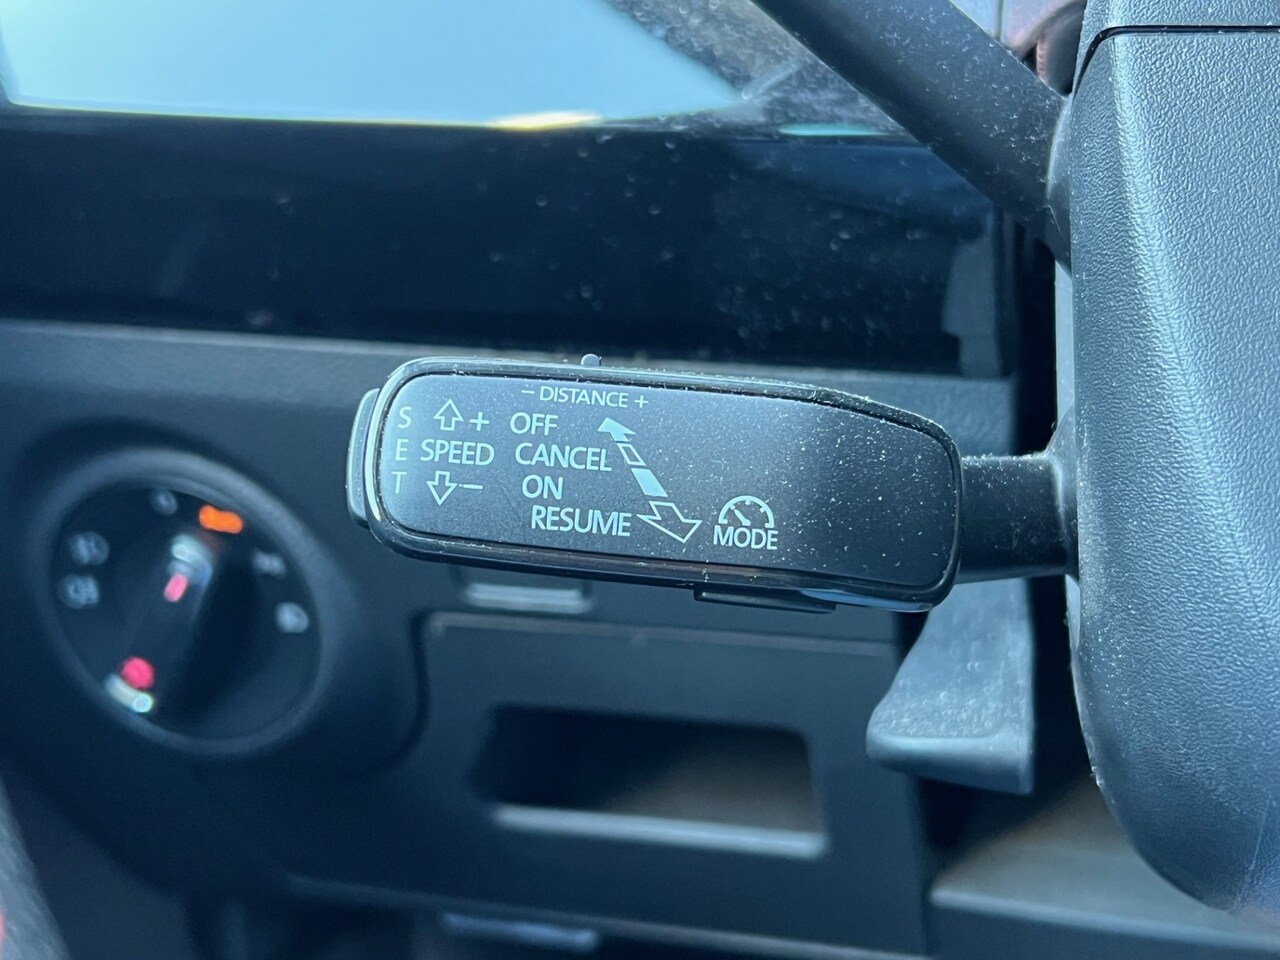 − DISTANCE +
S + OFF
E SPEED CANCEL
T − ON
RESUME
MODE